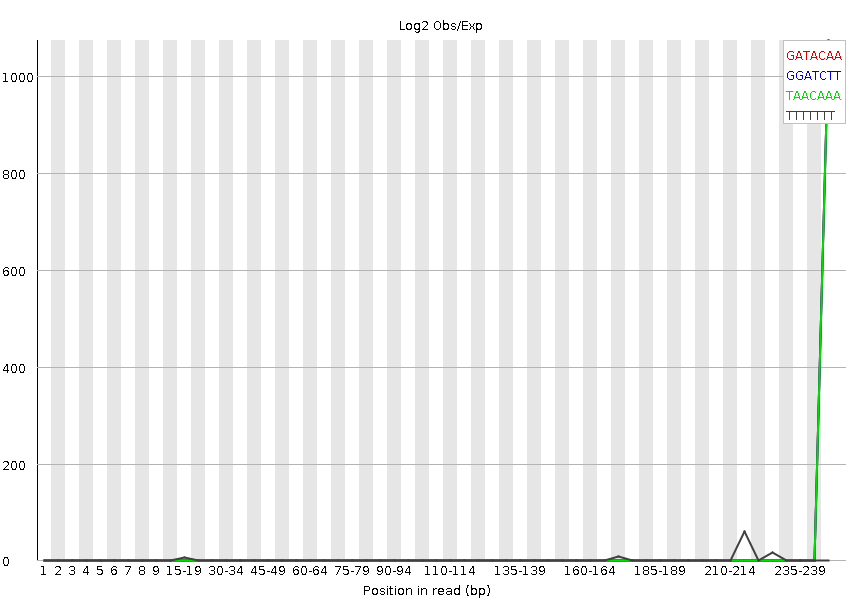 Log2 Obs/Exp
GATACAA
GGATCTT
TAACAAA
TTTTTTT
1000
800
600
400
200
0
1 2 3 4 5 6 7 8 9 15-19 30-34 45-49 60-64 75-79 90-94 110-114 135-139 160-164 185-189 210-214 235-239
Position in read (bp)